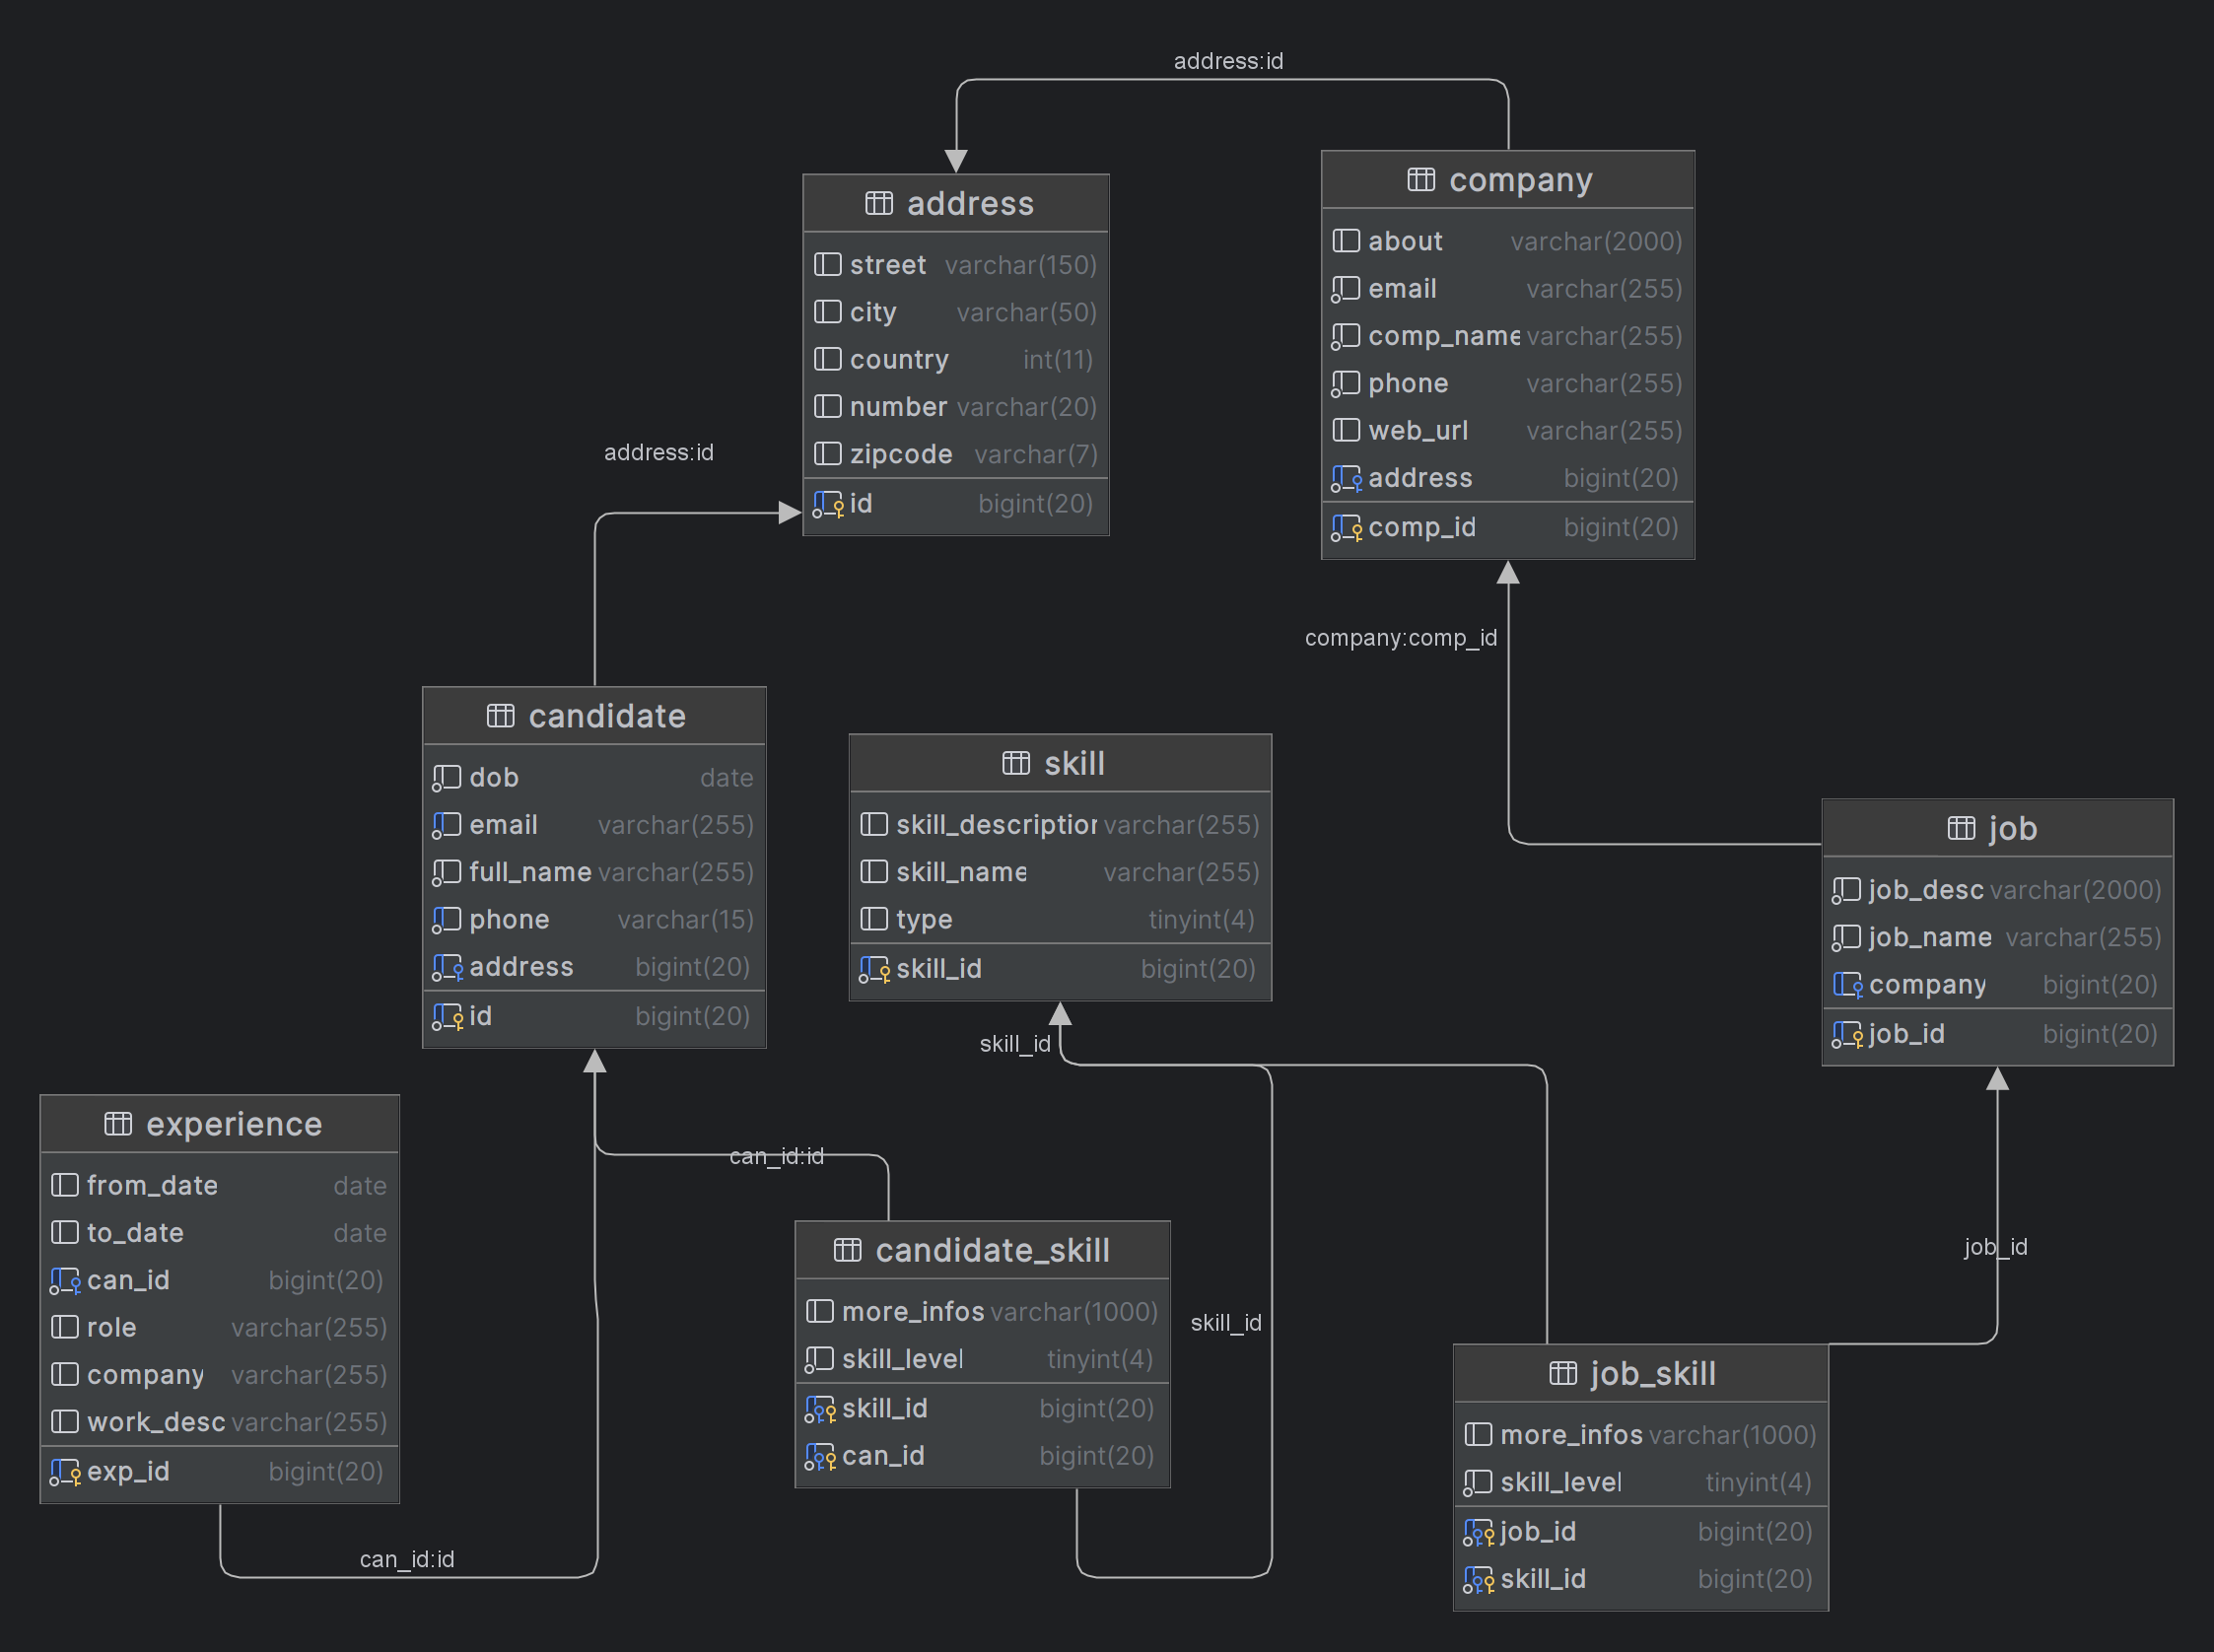 address:id
address
street varchar(150)
city varchar(50)
country int(11)
number varchar(20)
zipcode varchar(7)
id bigint(20)
company
about varchar(2000)
email varchar(255)
comp_name varchar(255)
phone varchar(255)
web_url varchar(255)
address bigint(20)
comp_id bigint(20)
address:id
company:comp_id
candidate
dob date
email varchar(255)
full_name varchar(255)
phone varchar(15)
address bigint(20)
id bigint(20)
skill
skill_description varchar(255)
skill_name varchar(255)
type tinyint(4)
skill_id bigint(20)
job
job_desc varchar(2000)
job_name varchar(255)
company bigint(20)
job_id bigint(20)
skill_id
experience
from_date date
to_date date
can_id bigint(20)
role varchar(255)
company varchar(255)
work_desc varchar(255)
exp_id bigint(20)
can_id:id
candidate_skill
more_infos varchar(1000)
skill_level tinyint(4)
skill_id bigint(20)
can_id bigint(20)
skill_id
job_id
job_skill
more_infos varchar(1000)
skill_level tinyint(4)
job_id bigint(20)
skill_id bigint(20)
can_id:id